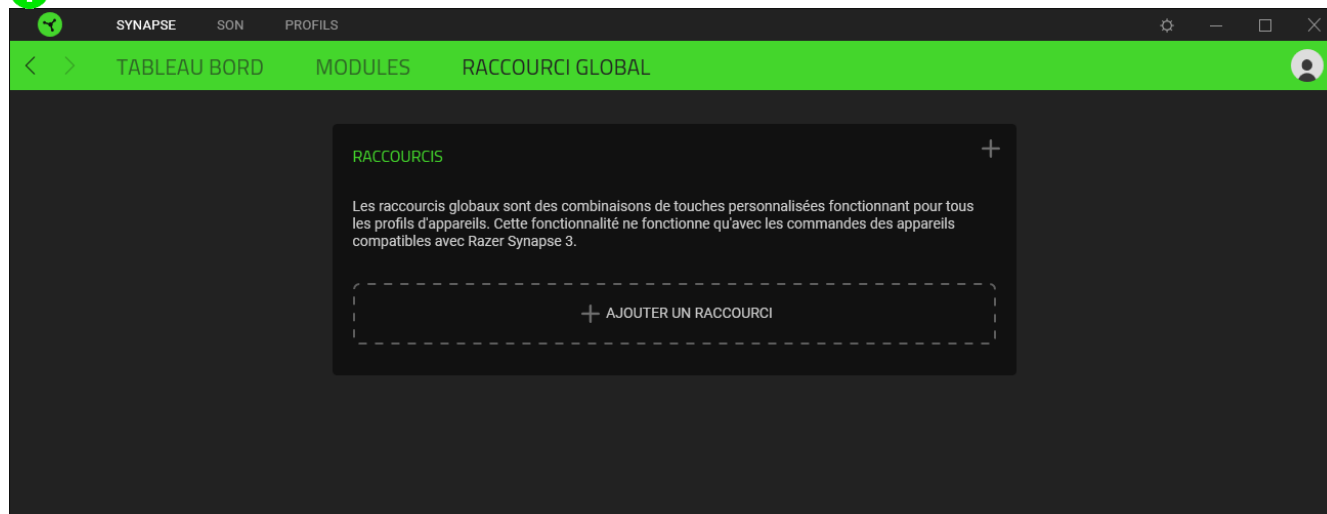 SYNAPSE SON PROFILS
TABLEAU BORD MODULES RACCOURCI GLOBAL
RACCOURCIS
Les raccourcis globaux sont des combinaisons de touches personnalisées fonctionnant pour tous
les profils d'appareils. Cette fonctionnalité ne fonctionne qu'avec les commandes des appareils
compatibles avec Razer Synapse 3.
AJOUTER UN RACCOURCI